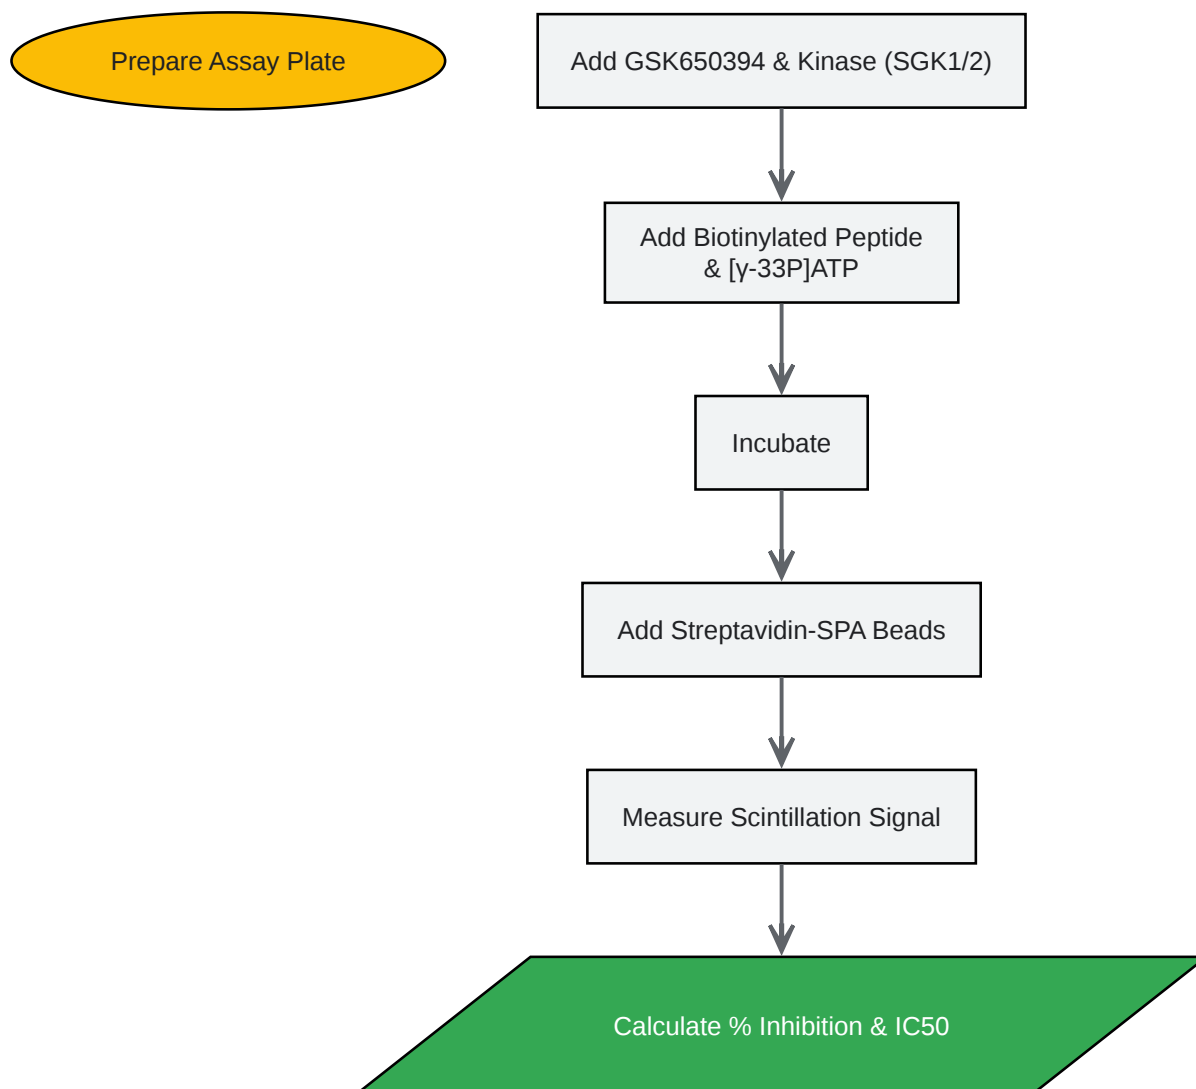 Prepare Assay Plate
Add GSK650394 & Kinase (SGK1/2)
Add Biotinylated Peptide
& [γ-33P]ATP
Incubate
Add Streptavidin-SPA Beads
Measure Scintillation Signal
Calculate % Inhibition & IC50